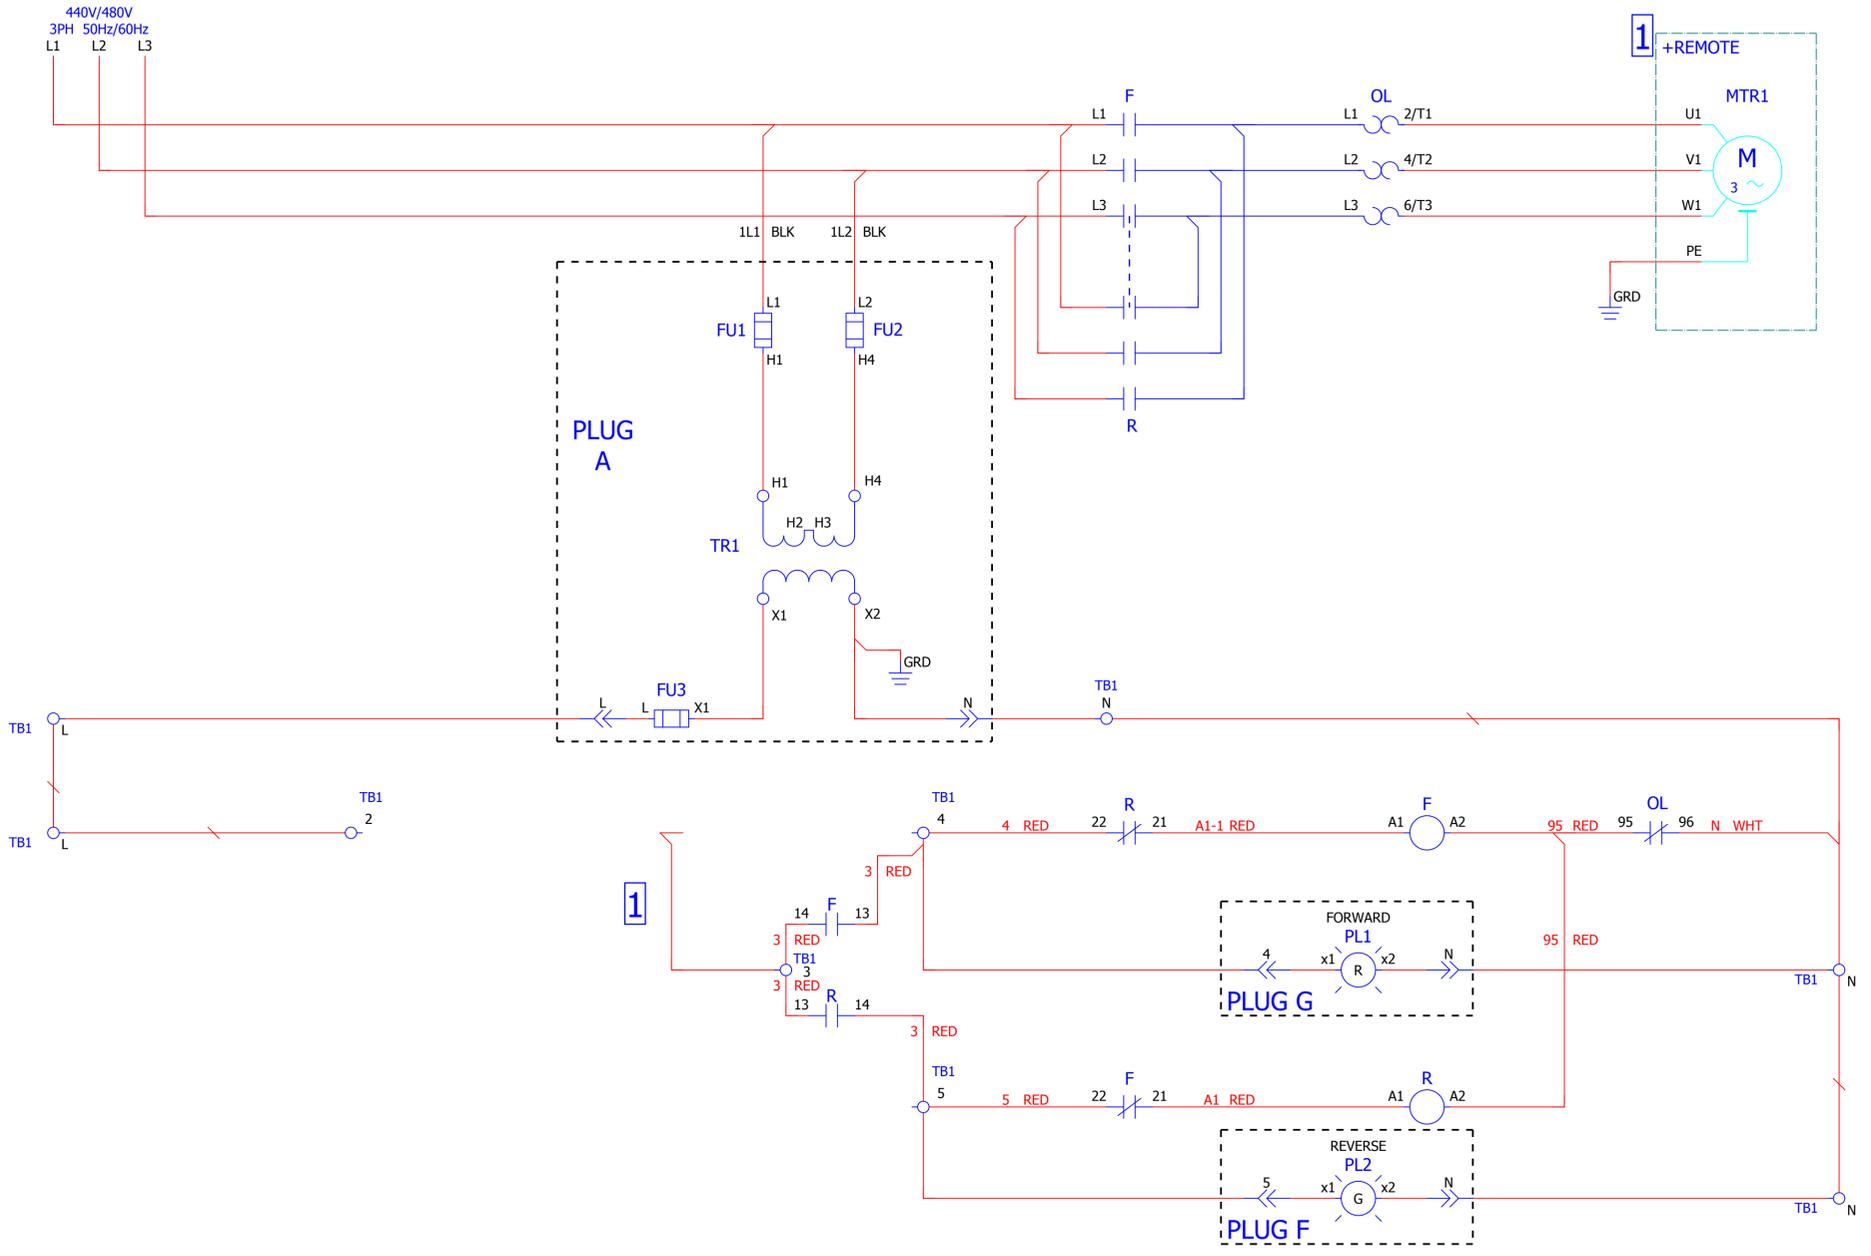 440V/480V
3PH 50Hz/60Hz
L1 L2 L3
1 +REMOTE
F OL MTR1
L1 L1 2/T1 U1
L2 L2 4/T2 V1 M
3 ~
L3 L3 6/T3 W1
1L1 BLK 1L2 BLK
PE
GRD
L1 L2
FU1 FU2
H1 H4
R
PLUG
A
H1 H4
H2 H3
TR1
X1 X2
GRD
FU3
L L X1 N
TB1
N
TB1 L
TB1
2
TB1 L
TB1
4
4 RED 22 R 21 A1-1 RED A1 F A2 95 RED 95 OL 96 N WHT
3 RED
1
14 F 13
3 RED
TB1
3
3 RED
13 R 14
3 RED
FORWARD
PL1
4 x1 R x2 N
PLUG G
95 RED
TB1 N
TB1
5
5 RED 22 F 21 A1 RED A1 R A2
REVERSE
PL2
5 x1 G x2 N
PLUG F
TB1 N